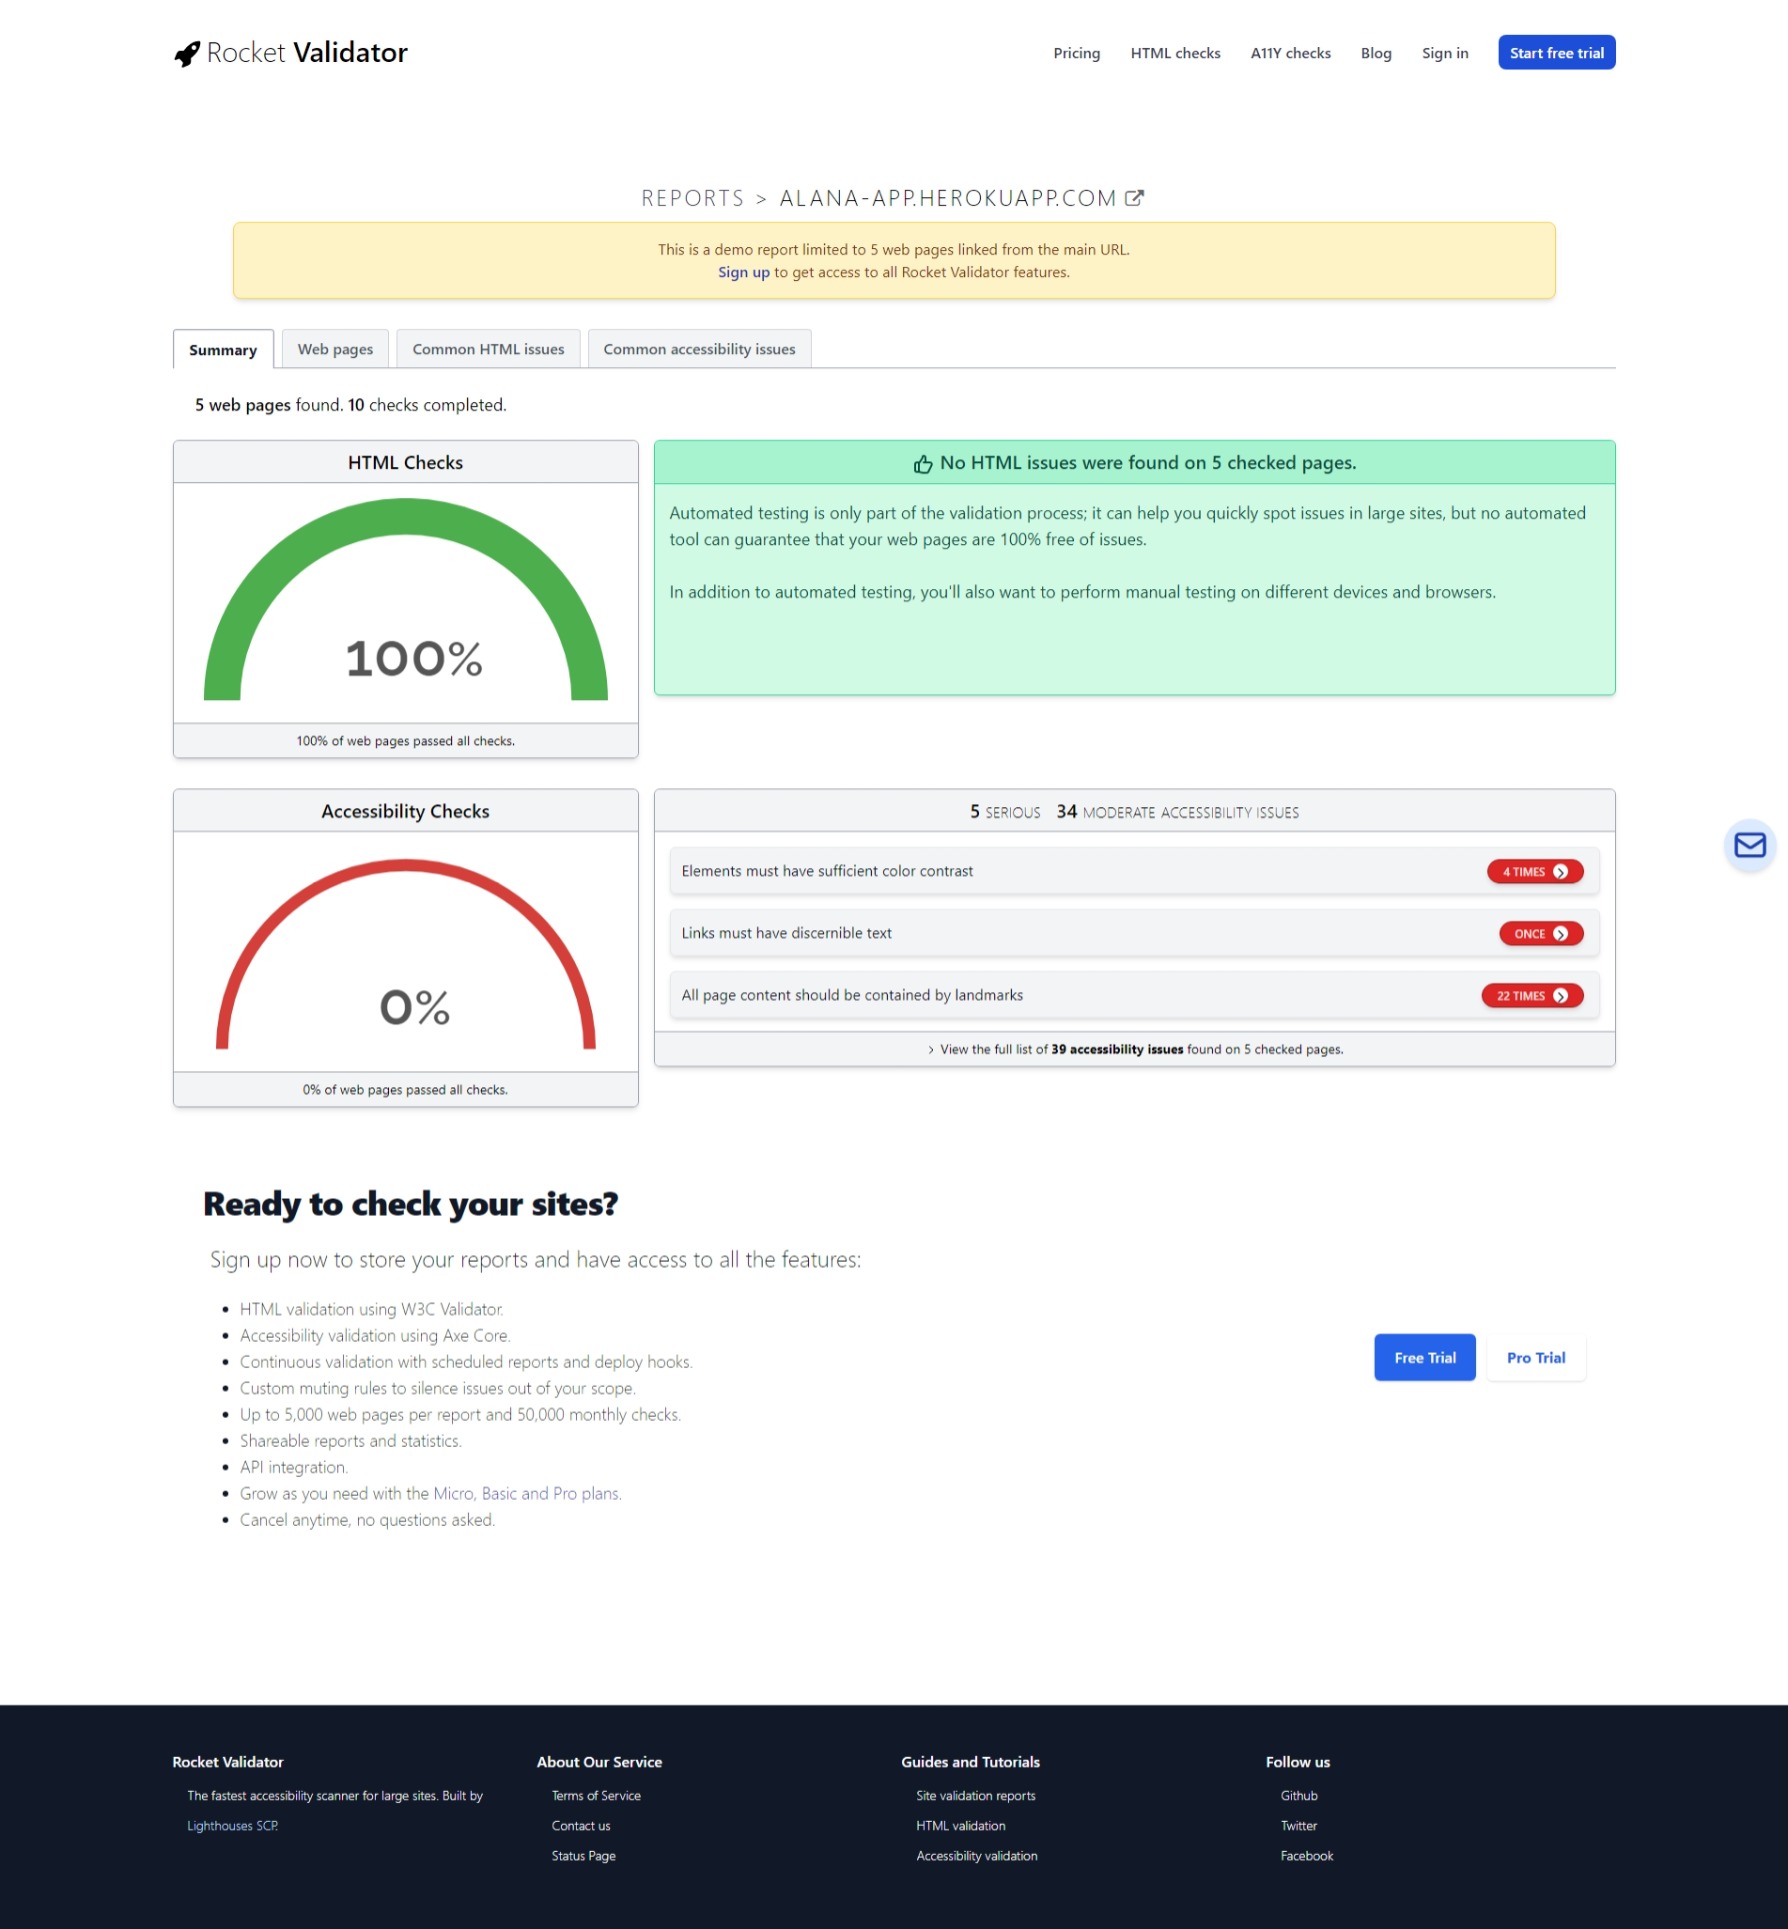 Rocket Validator
Pricing
HTML checks
A11Y checks
Blog
Sign in
Start free trial
REPORTS > ALANA-APP.HEROKUAPP.COM
This is a demo report limited to 5 web pages linked from the main URL.
Sign up to get access to all Rocket Validator features.
Summary
Web pages
Common HTML issues
Common accessibility issues
5 web pages found. 10 checks completed.
HTML Checks
100%
100% of web pages passed all checks.
No HTML issues were found on 5 checked pages.
Automated testing is only part of the validation process; it can help you quickly spot issues in large sites, but no automated
tool can guarantee that your web pages are 100% free of issues.
In addition to automated testing, you'll also want to perform manual testing on different devices and browsers.
Accessibility Checks
0%
0% of web pages passed all checks.
5 SERIOUS 34 MODERATE ACCESSIBILITY ISSUES
Elements must have sufficient color contrast
4 TIMES
Links must have discernible text
ONCE
All page content should be contained by landmarks
22 TIMES
> View the full list of 39 accessibility issues found on 5 checked pages.
Ready to check your sites?
Sign up now to store your reports and have access to all the features:
• HTML validation using W3C Validator.
• Accessibility validation using Axe Core.
• Continuous validation with scheduled reports and deploy hooks.
• Custom muting rules to silence issues out of your scope.
• Up to 5,000 web pages per report and 50,000 monthly checks.
• Shareable reports and statistics.
• API integration.
• Grow as you need with the Micro, Basic and Pro plans.
• Cancel anytime, no questions asked.
Free Trial
Pro Trial
Rocket Validator
The fastest accessibility scanner for large sites. Built by
Lighthouses SCP.
About Our Service
Terms of Service
Contact us
Status Page
Guides and Tutorials
Site validation reports
HTML validation
Accessibility validation
Follow us
Github
Twitter
Facebook